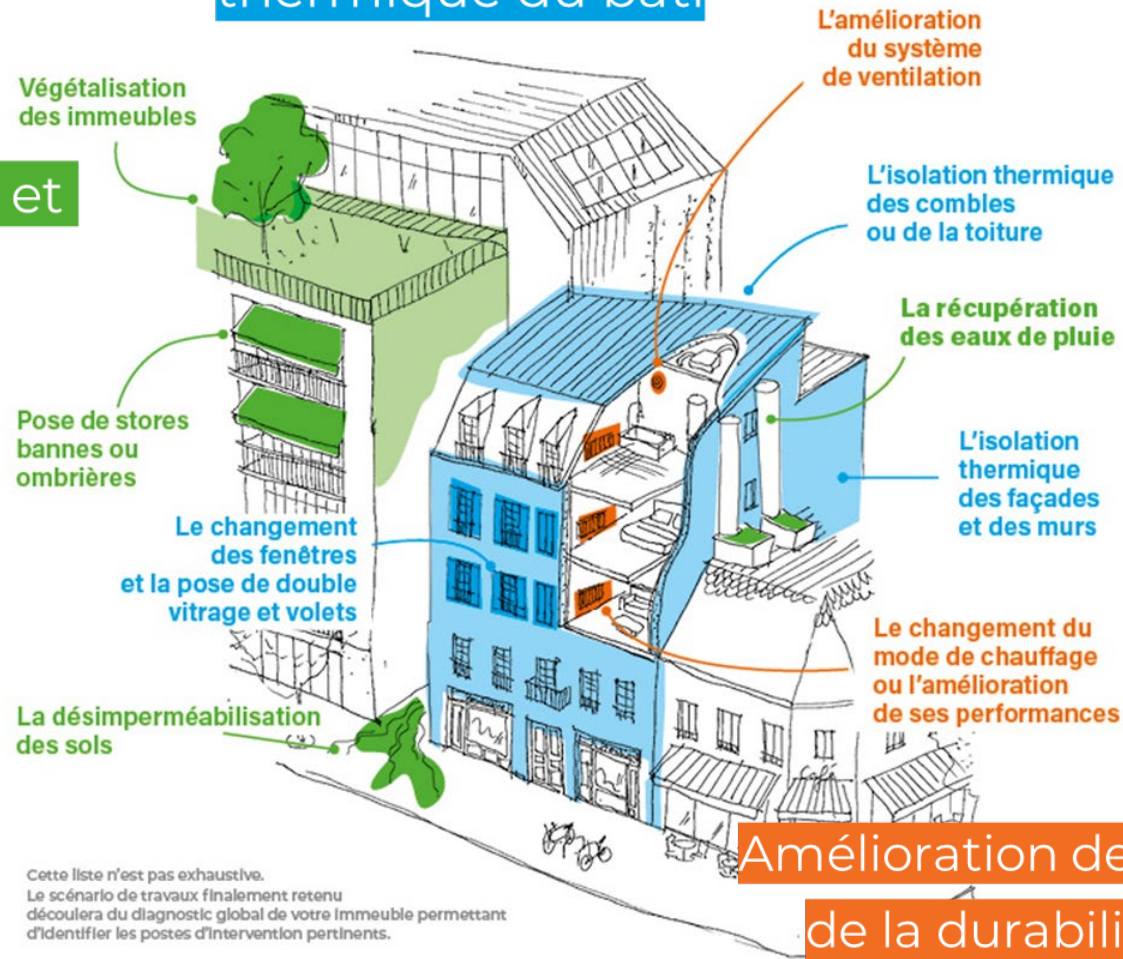 thermique du bâti
L'amélioration
du système
de ventilation
Végétalisation
des immeubles
et
L'isolation thermique
des combles
ou de la toiture
La récupération
des eaux de pluie
Pose de stores
bannes ou
ombrières
L'isolation
thermique
des façades
et des murs
Le changement
des fenêtres
et la pose de double
vitrage et volets
Le changement du
mode de chauffage
ou l'amélioration
de ses performances
La désimperméabilisation
des sols
Café
Cette liste n'est pas exhaustive.
Le scénario de travaux finalement retenu
découlera du diagnostic global de votre immeuble permettant
d'identifier les postes d'intervention pertinents.
Amélioration de
de la durabili